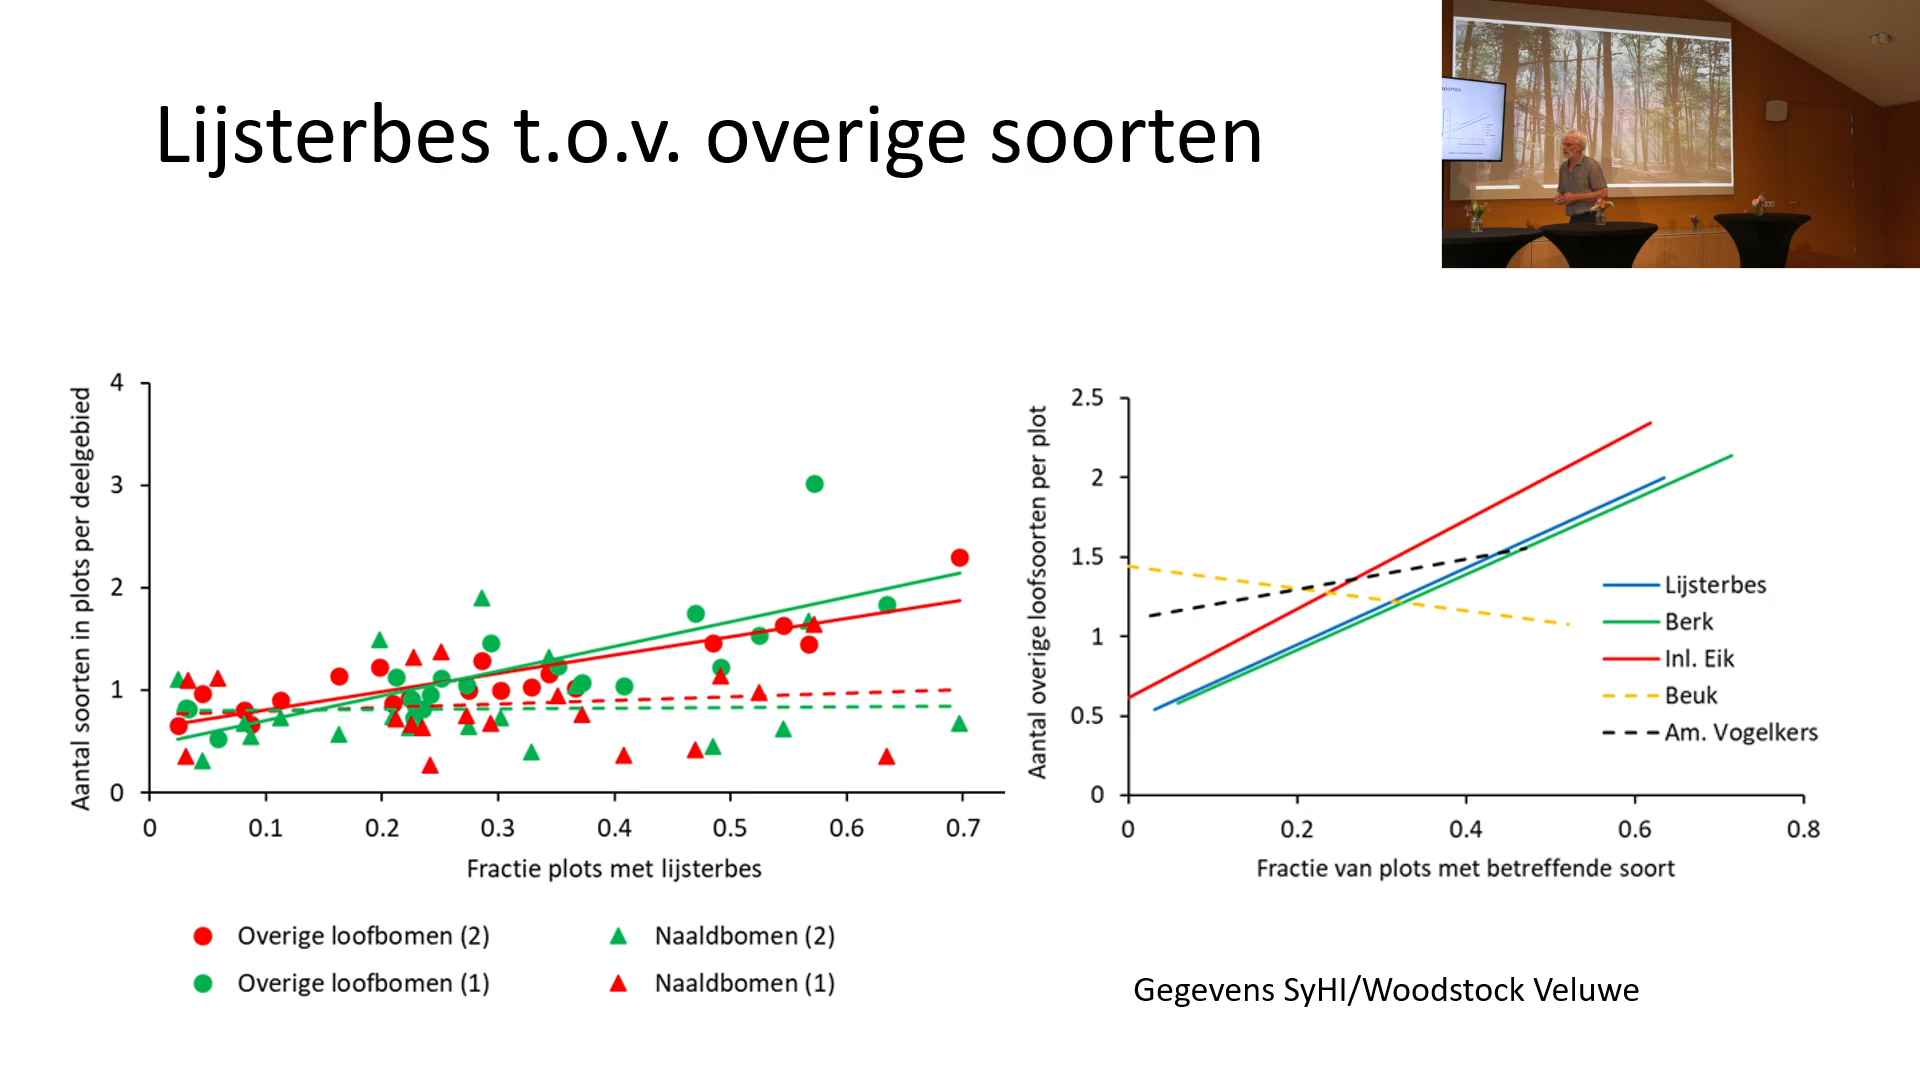 Lijsterbes t.o.v. overige soorten
Aantal soorten in plots per deelgebied
4
3
2
1
0
0 0.1 0.2 0.3 0.4 0.5 0.6 0.7
Fractie plots met lijsterbes
Overige loofbomen (2)
Naaldbomen (2)
Overige loofbomen (1)
Naaldbomen (1)
Aantal overige loofsoorten per plot
2.5
2
1.5
1
0.5
0
0 0.2 0.4 0.6 0.8
Fractie van plots met betreffende soort
Lijsterbes
Berk
Inl. Eik
Beuk
Am. Vogelkers
Gegevens SyHI/Woodstock Veluwe